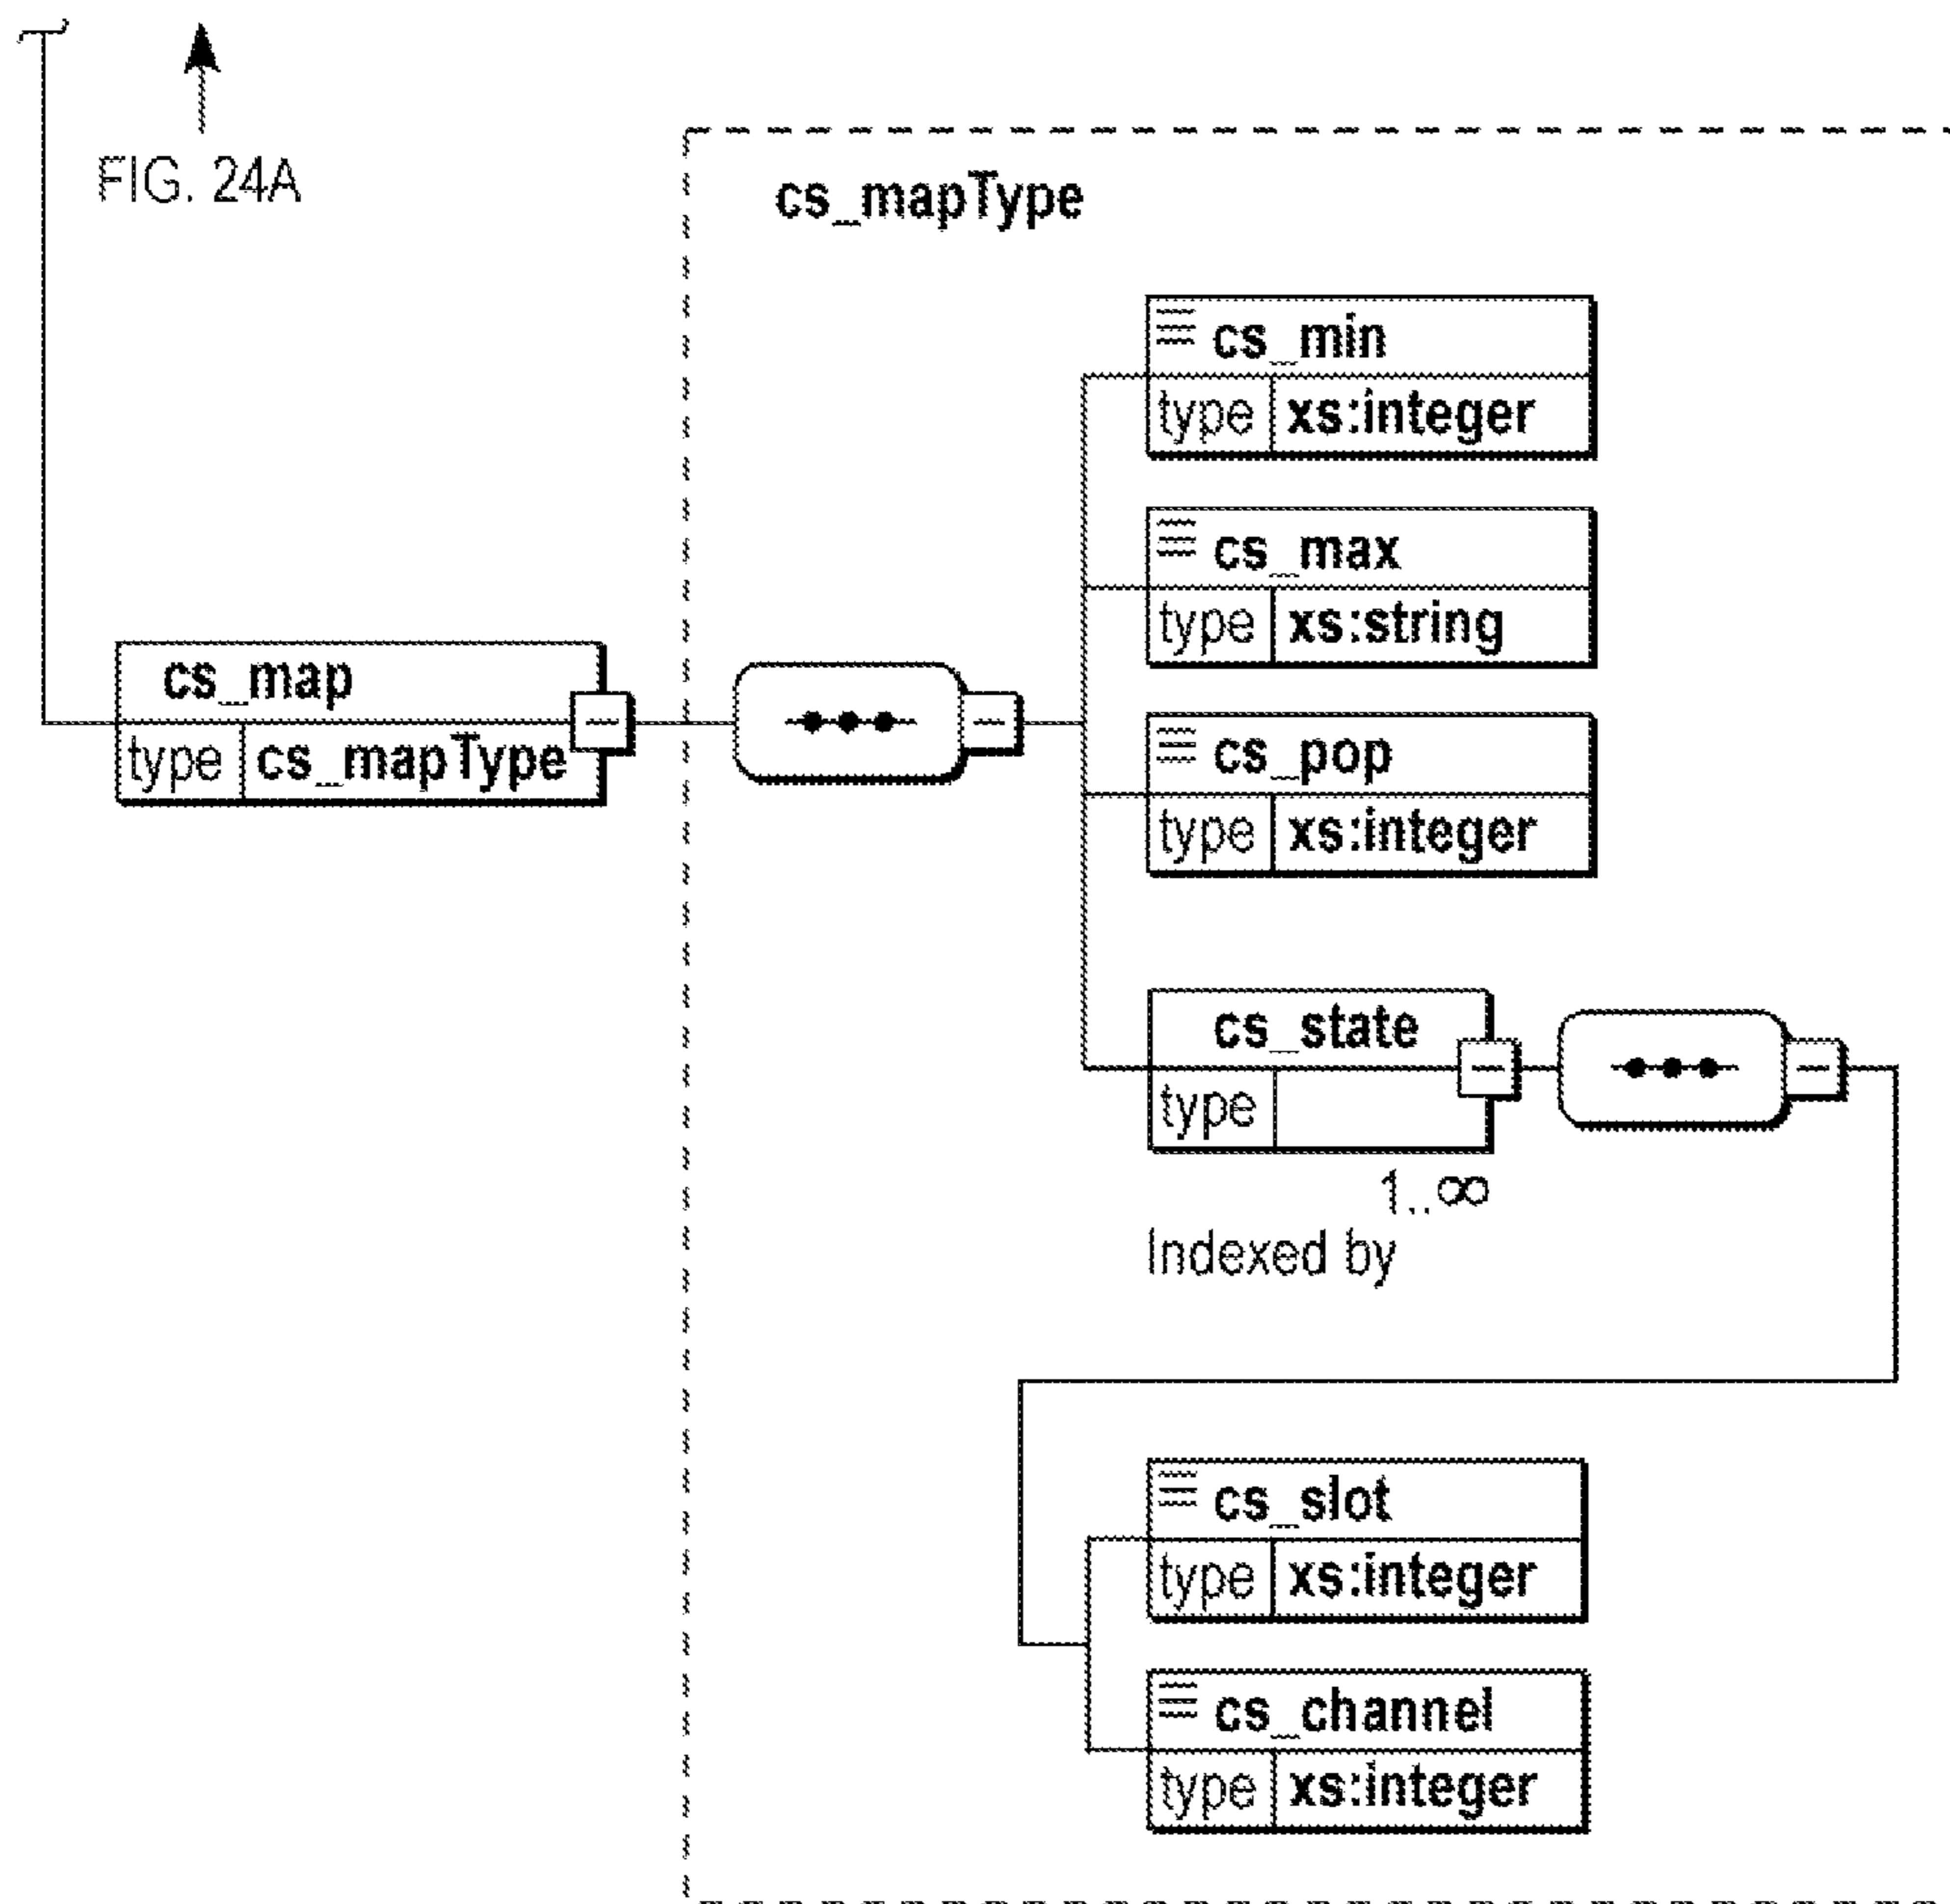 FIG. 24A
cs_mapType
cs_min
type xs:integer
cs_max
type xs:string
cs_map
type cs_mapType
cs_pop
type xs:integer
cs_state
type
1..∞
Indexed by
cs_slot
type xs:integer
cs_channel
type xs:integer